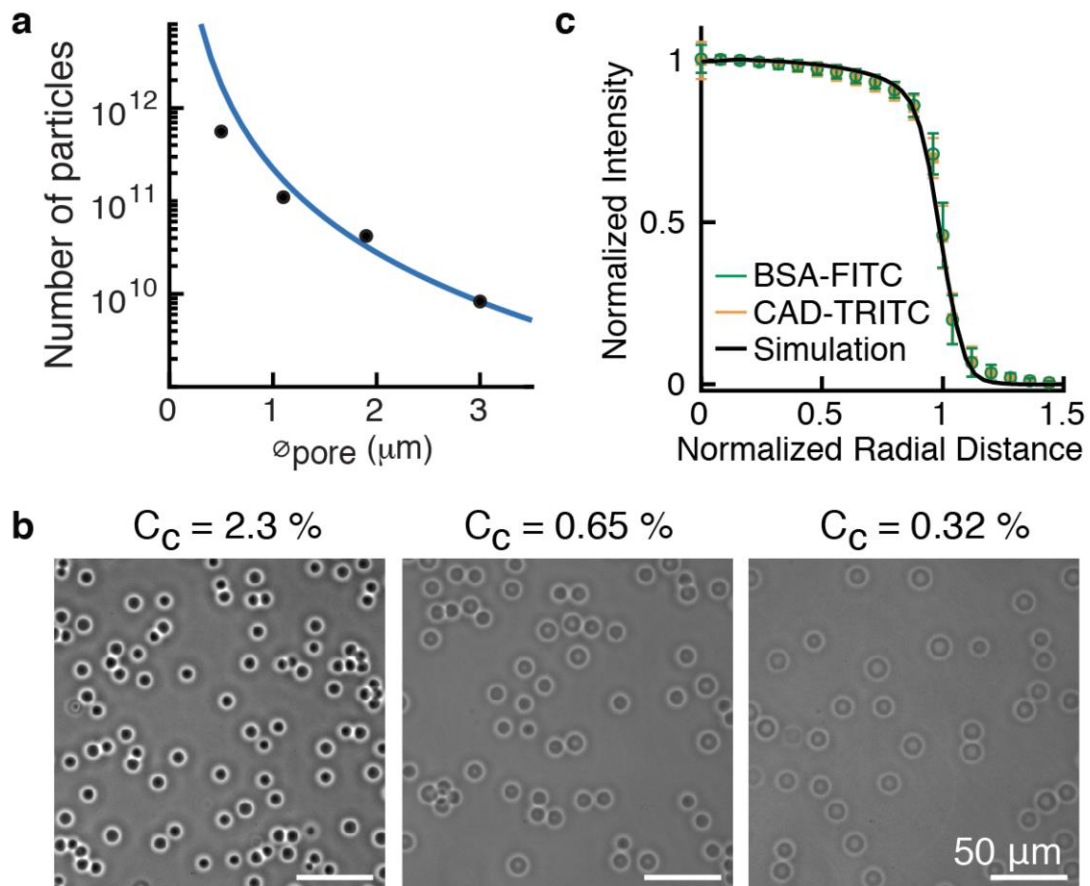 a
Number of particles
10¹²
10¹¹
10¹⁰
0 1 2 3
⌀pore (μm)
c
Normalized Intensity
1
0.5
0
BSA-FITC
CAD-TRITC
Simulation
0 0.5 1 1.5
Normalized Radial Distance
b
C_C = 2.3 % C_C = 0.65 % C_C = 0.32 %
50 μm